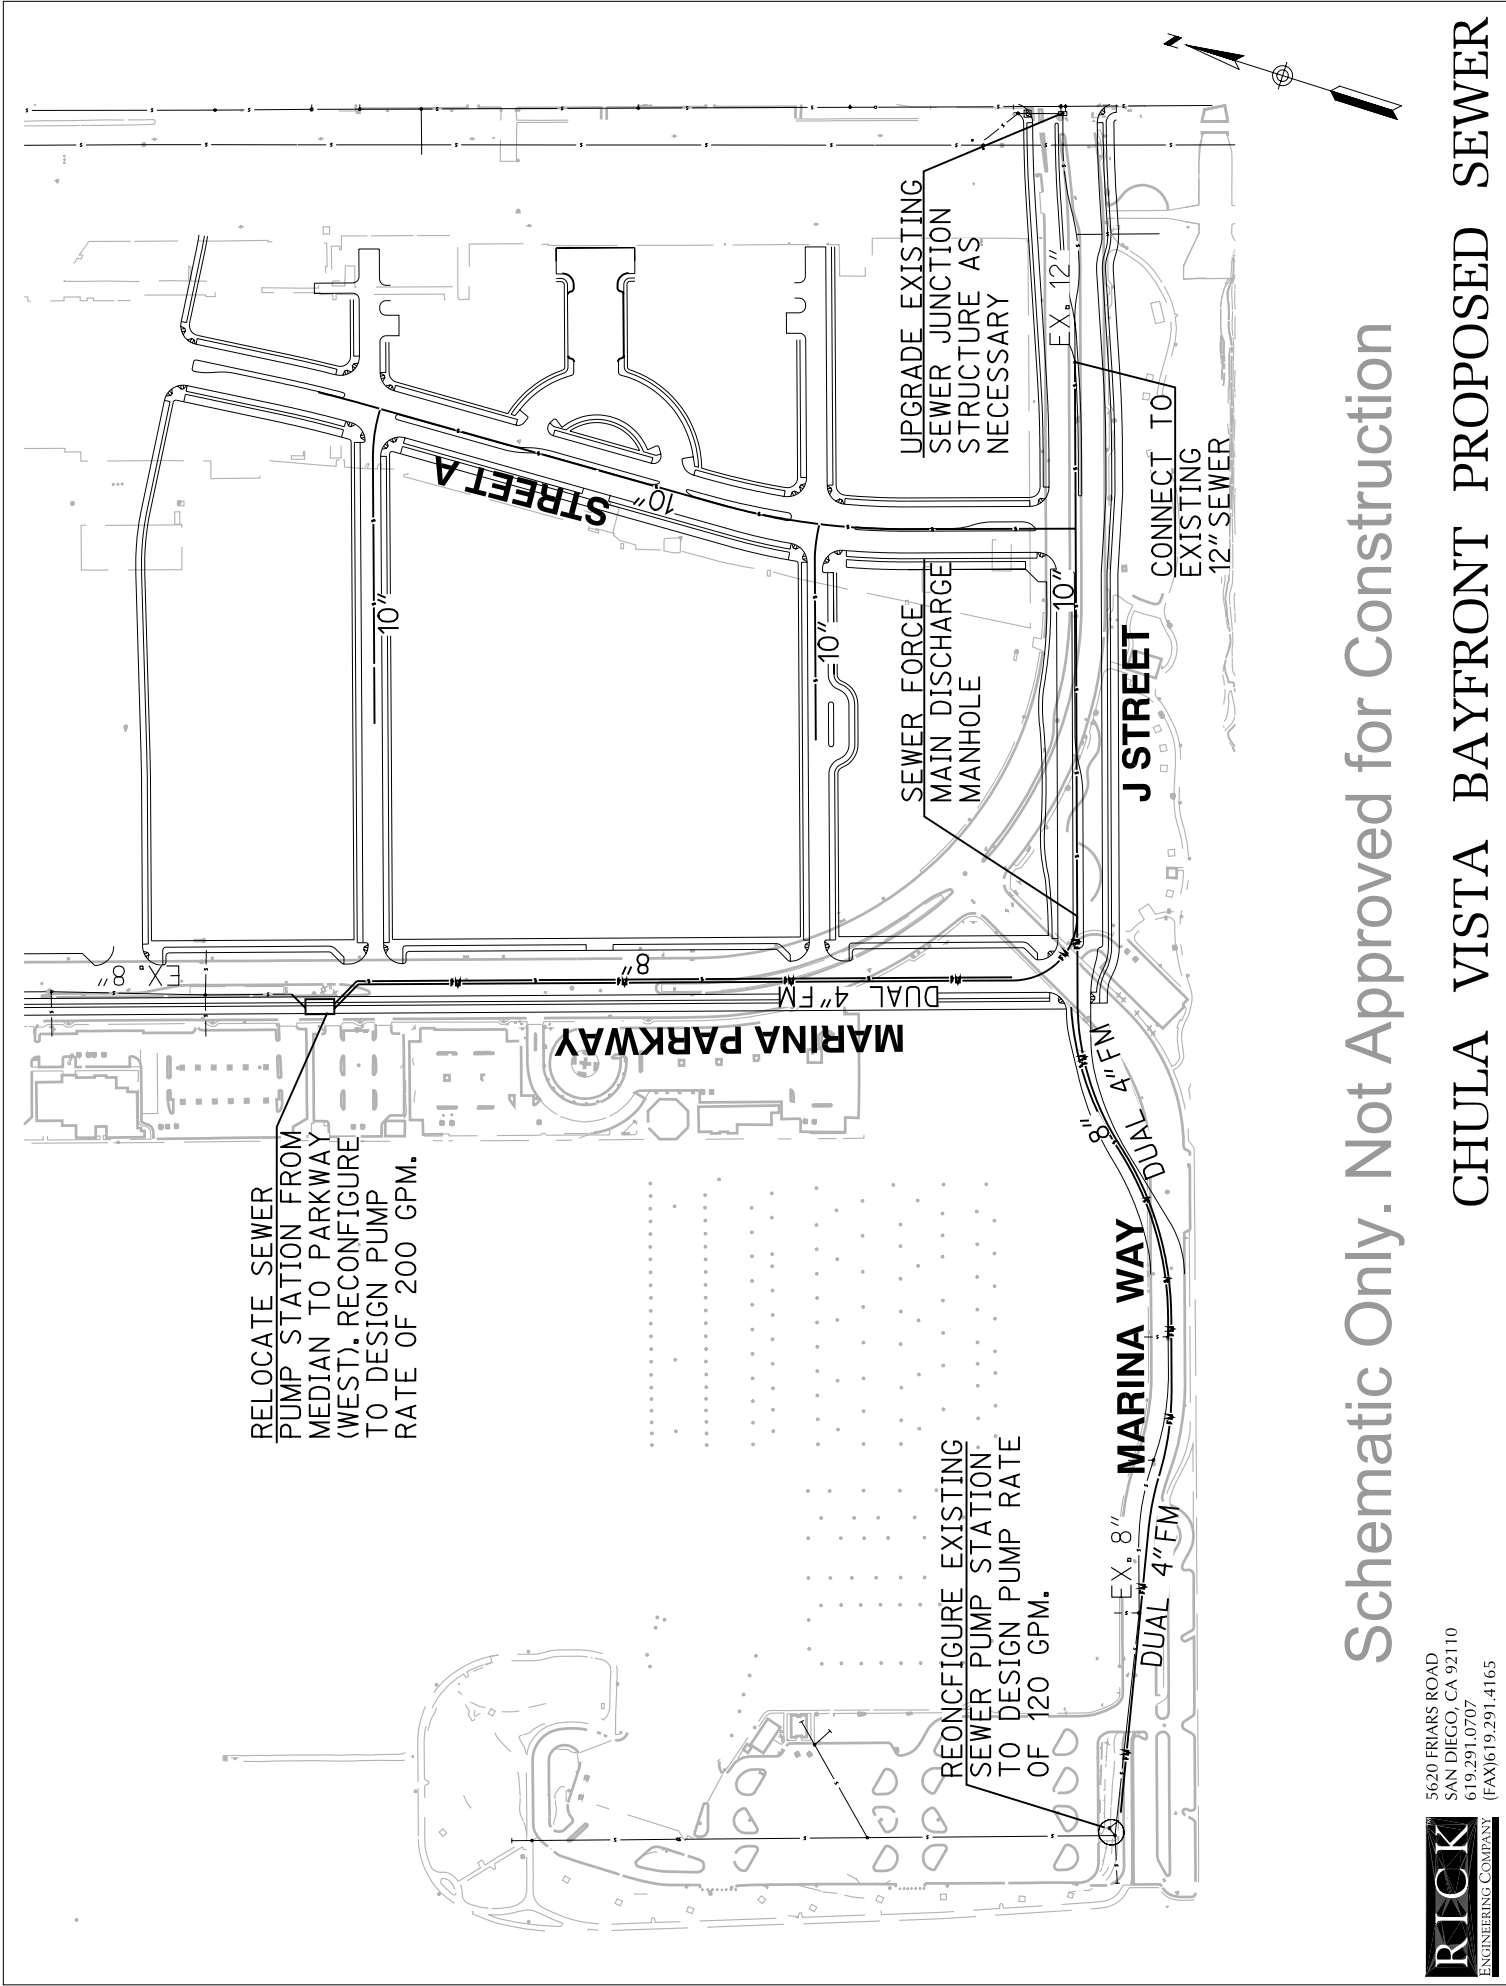 RELOCATE SEWER
PUMP STATION FROM
MEDIAN TO PARKWAY
(WEST). RECONFIGURE
TO DESIGN PUMP
RATE OF 200 GPM.
EX. 8"
8"
DUAL 4"FM
MARINA PARKWAY
10"
STREET A
10"
10"
UPGRADE EXISTING
SEWER JUNCTION
STRUCTURE AS
NECESSARY
EX. 12"
SEWER FORCE
MAIN DISCHARGE
MANHOLE
10"
CONNECT TO
EXISTING
12" SEWER
J STREET
REONCFIGURE EXISTING
SEWER PUMP STATION
TO DESIGN PUMP RATE
OF 120 GPM.
EX. 8"
DUAL 4"FM
MARINA WAY
8"
DUAL 4"FM
N
Schematic Only. Not Approved for Construction
RICK
ENGINEERING COMPANY
5620 FRIARS ROAD
SAN DIEGO, CA 92110
619.291.0707
(FAX)619.291.4165
CHULA VISTA BAYFRONT PROPOSED SEWER